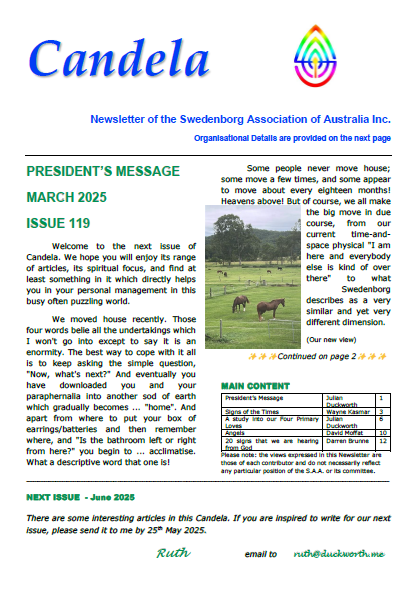 Candela
Newsletter of the Swedenborg Association of Australia Inc.
Organisational Details are provided on the next page
PRESIDENT'S MESSAGE
MARCH 2025
ISSUE 119
Welcome to the next issue of
Candela. We hope you will enjoy its range
of articles, its spiritual focus, and find at
least something in it which directly helps
you in your personal management in this
busy often puzzling world.
We moved house recently. Those
four words belie all the undertakings which
I won't go into except to say it is an
enormity. The best way to cope with it all
is to keep asking the simple question,
"Now, what's next?" And eventually you
have downloaded you and your
paraphernalia into another sod of earth
which gradually becomes ... "home". And
apart from where to put your box of
earrings/batteries and then remember
where, and "Is the bathroom left or right
from here?" you begin to ... acclimatise.
What a descriptive word that one is!
Some people never move house;
some move a few times, and some appear
to move about every eighteen months!
Heavens above! But of course, we all make
the big move in due
course, from our
current time-and-
space physical "I am
here and everybody
else is kind of over
there" to what
Swedenborg
describes as a very
similar and yet very
different dimension.
(Our new view)
✨✨✨Continued on page 2✨✨✨
MAIN CONTENT
President's Message Julian Duckworth 1
Signs of the Times Wayne Kasmar 3
A study into our Four Primary Loves Julian Duckworth 6
Angels David Moffat 10
20 signs that we are hearing from God Darren Brunne 12
Please note: the views expressed in this Newsletter are
those of each contributor and do not necessarily reflect
any particular position of the S.A.A. or its committee.
NEXT ISSUE - June 2025
There are some interesting articles in this Candela. If you are inspired to write for our next
issue, please send it to me by 25th May 2025.
Ruth email to ruth@duckworth.me